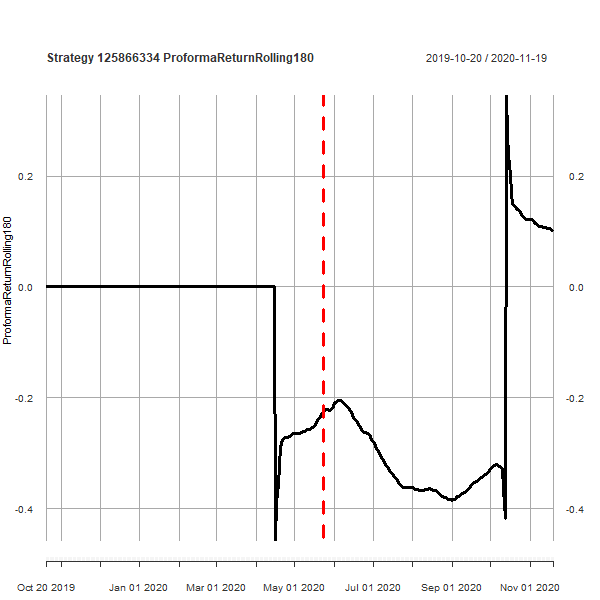 Strategy 125866334 ProformaReturnRolling180
2019-10-20 / 2020-11-19
ProformaReturnRolling180
0.2
0.2
0.0
0.0
-0.2
-0.2
-0.4
-0.4
Oct 20 2019
Jan 01 2020
Mar 01 2020
May 01 2020
Jul 01 2020
Sep 01 2020
Nov 01 2020